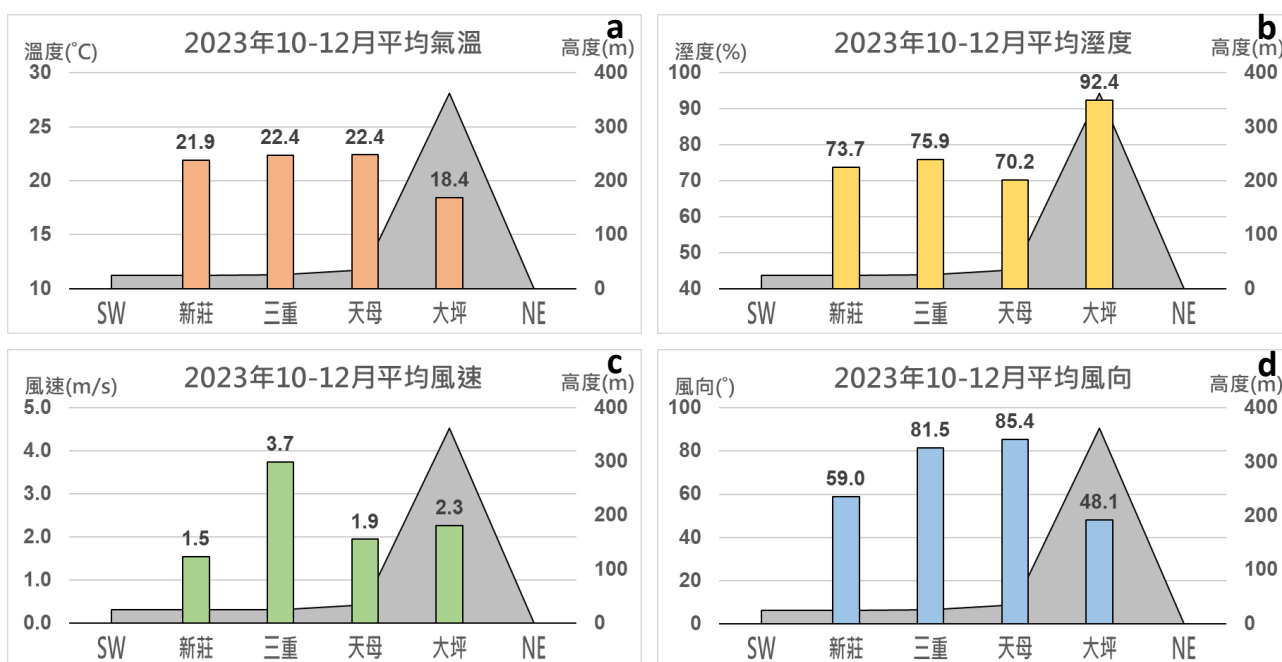 2023年10-12月平均氣溫
a
溫度(°C)
高度(m)
30
25
20
15
10
400
300
200
100
0
21.9
22.4
22.4
18.4
SW
新莊
三重
天母
大坪
NE
2023年10-12月平均溼度
b
溼度(%)
高度(m)
100
90
80
70
60
50
40
400
300
200
100
0
73.7
75.9
70.2
92.4
SW
新莊
三重
天母
大坪
NE
2023年10-12月平均風速
c
風速(m/s)
高度(m)
5.0
4.0
3.0
2.0
1.0
0.0
400
300
200
100
0
1.5
3.7
1.9
2.3
SW
新莊
三重
天母
大坪
NE
2023年10-12月平均風向
d
風向(°)
高度(m)
100
80
60
40
20
0
400
300
200
100
0
59.0
81.5
85.4
48.1
SW
新莊
三重
天母
大坪
NE